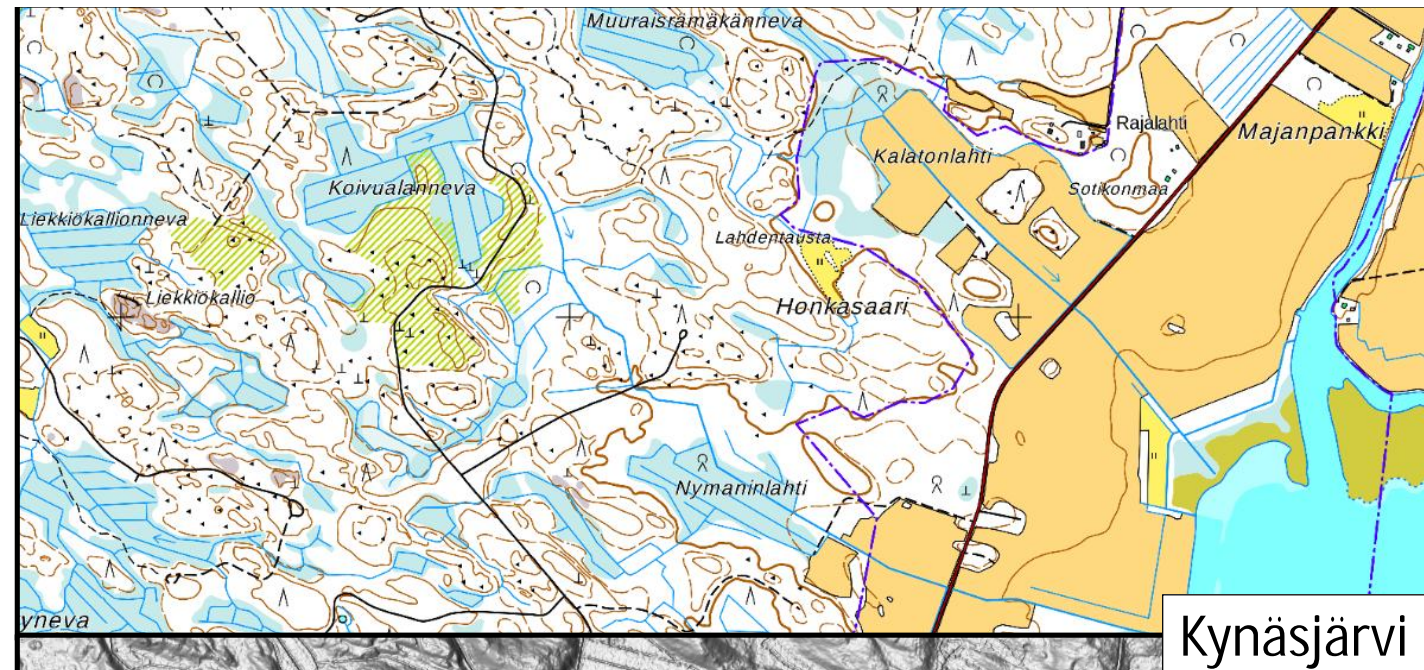 Muuraisrämäkänneva
Rajalahti
Majanpankki
Kalatonlahti
Koivualanneva
Sotikonmaa
Liekkiökallionneva
Lahdentausta
Liekkiökallio
Honkasaari
Nymaninlahti
yneva
Kynäsjärvi